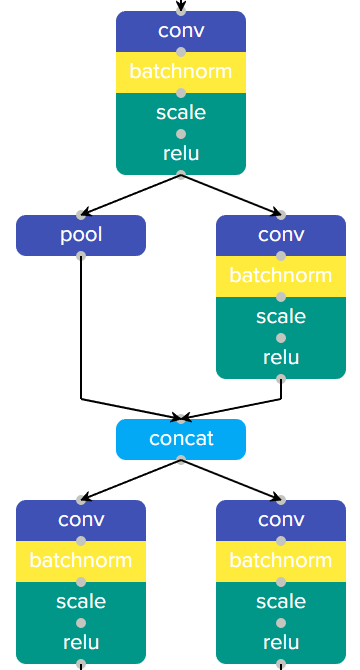 conv
batchnorm
scale
relu
pool
conv
batchnorm
scale
relu
concat
conv
batchnorm
scale
relu
conv
batchnorm
scale
relu